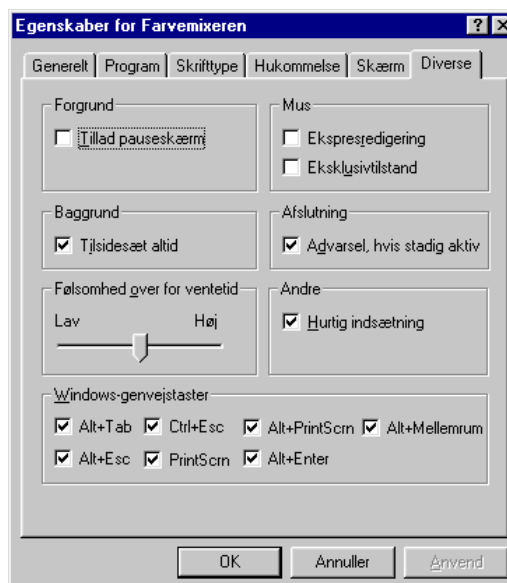 Egenskaber for Farvemixeren
Generelt Program Skrifttype Hukommelse Skærm Diverse
Forgrund
Tillad pauseskærm
Mus
Ekspresredigering
Eksklusivtilstand
Baggrund
Tilsidesæt altid
Afslutning
Advarsel, hvis stadig aktiv
Følsomhed over for ventetid
Lav Høj
Andre
Hurtig indsætning
Windows-genvejstaster
Alt+Tab Ctrl+Esc Alt+PrintScrn Alt+Mellemrum
Alt+Esc PrintScrn Alt+Enter
OK Annuller Anvend